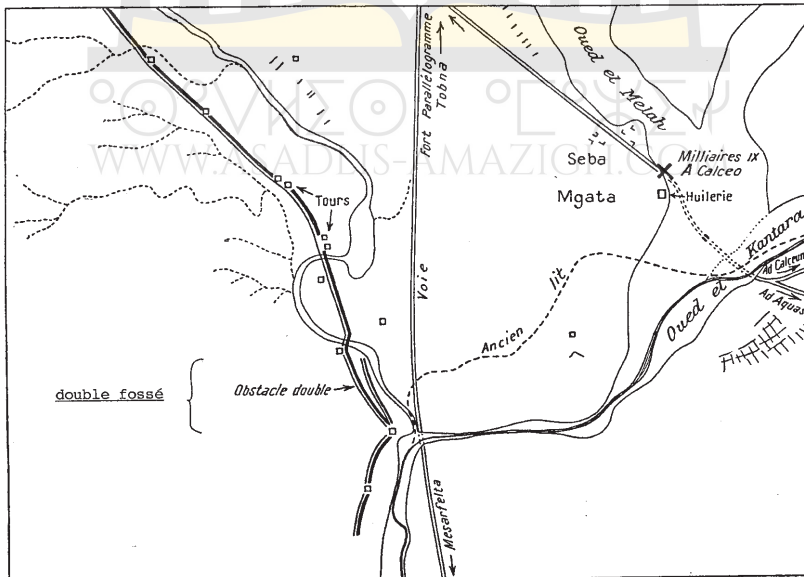 ⵙⵉⴷⵍⵉⵙ
WWW.ASADLIS-AMAZIGH.COM
Fort Parallélogramme
Tobna
Oued el Melah
Seba
Mgata
Milliaires IX
A Calceo
Huilerie
Tours
Voie
Ancien lit
Oued el Kantara
Ad Calceum
Ad Aquas
double fossé
Obstacle double
Mesarfelta